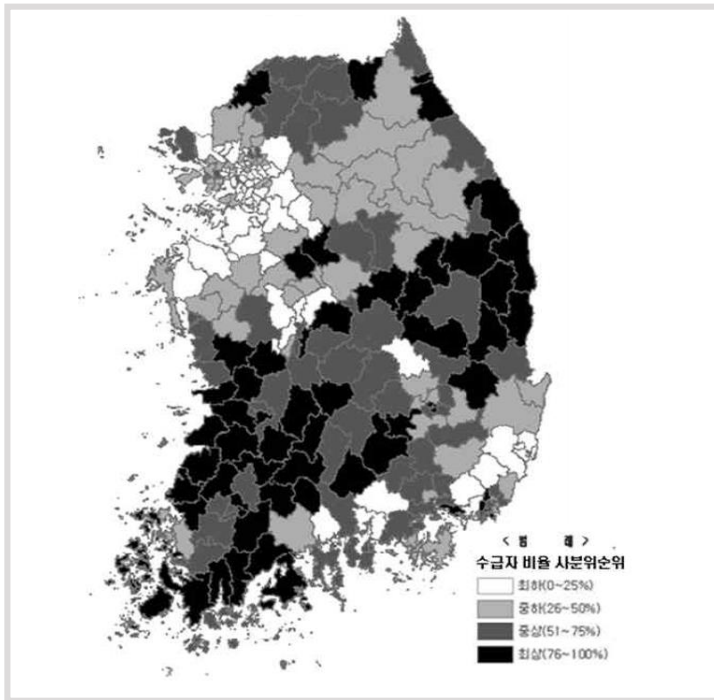 < 범 례 >
수급자 비율 사분위순위
최하(0~25%)
중하(26~50%)
중상(51~75%)
최상(76~100%)